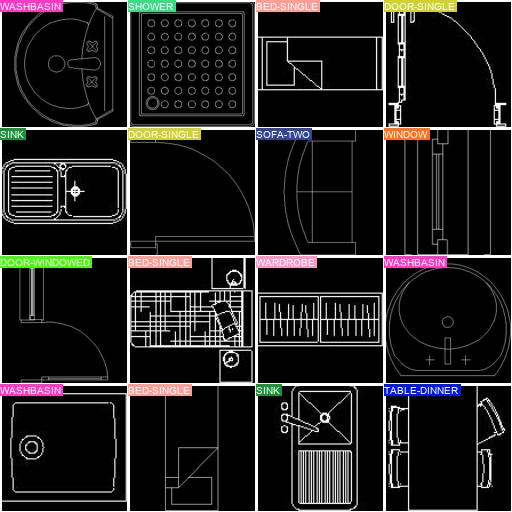 WASHBASIN SHOWER BED-SINGLE DOOR-SINGLE
SINK DOOR-SINGLE SOFA-TWO WINDOW
DOOR-WINDOWED BED-SINGLE WARDROBE WASHBASIN
WASHBASIN BED-SINGLE SINK TABLE-DINNER